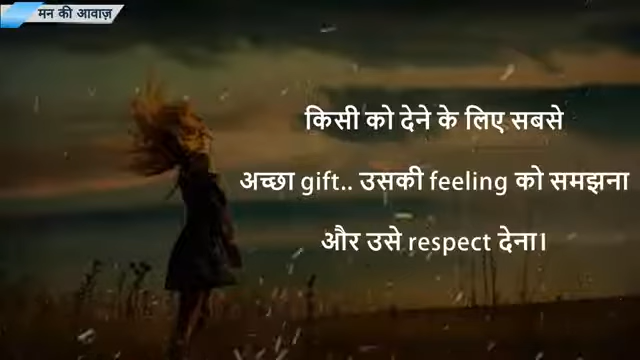 मन की आवाज़
किसी को देने के लिए सबसे
अच्छा gift.. उसकी feeling को समझना
और उसे respect देना।